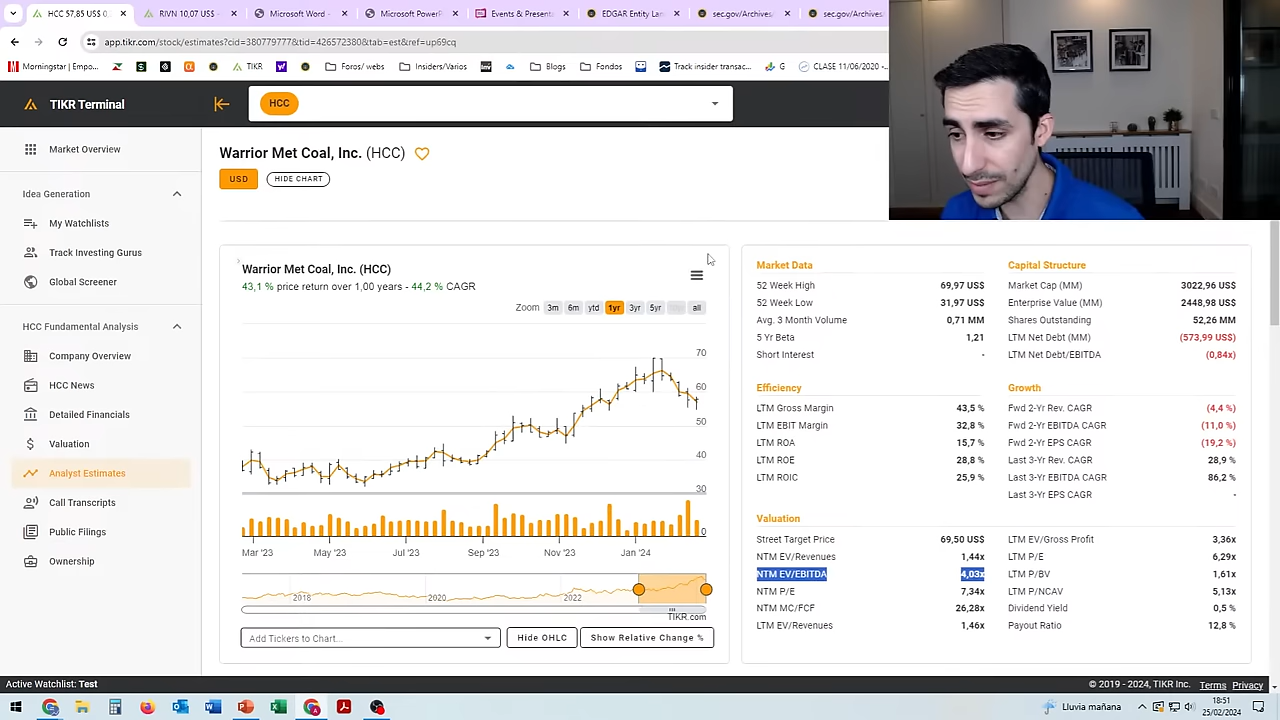 HCC 57,85 US$ 0,
RIVN 10.07 US$ -
Microsoft Word -
Microsoft PowerP
Events & Presenta
EDGAR Entity Lan
sec.gov/Archives
sec.gov/Archives
app.tikr.com/stock/estimates?cid=380779777&tid=426572380&tab=est&ref=up69cq
Morningstar | Empo...
TIKR
Foros/ webs
Insiders/Varios
Blogs
Fondos
Track insider transac...
G
CLASE 11/06/2020 -
TIKR Terminal
HCC
Market Overview
Idea Generation
My Watchlists
Track Investing Gurus
Global Screener
HCC Fundamental Analysis
Company Overview
HCC News
Detailed Financials
$ Valuation
Analyst Estimates
Call Transcripts
Public Filings
Ownership
Warrior Met Coal, Inc. (HCC)
USD
HIDE CHART
Warrior Met Coal, Inc. (HCC)
43,1 % price return over 1,00 years - 44,2 % CAGR
Zoom 3m 6m ytd 1yr 3yr 5yr all
70
60
50
40
30
0
Mar '23 May '23 Jul '23 Sep '23 Nov '23 Jan '24
2018 2020 2022
TIKR.com
Add Tickers to Chart...
Hide OHLC
Show Relative Change %
Market Data
52 Week High 69,97 US$
52 Week Low 31,97 US$
Avg. 3 Month Volume 0,71 MM
5 Yr Beta 1,21
Short Interest -
Efficiency
LTM Gross Margin 43,5 %
LTM EBIT Margin 32,8 %
LTM ROA 15,7 %
LTM ROE 28,8 %
LTM ROIC 25,9 %
Valuation
Street Target Price 69,50 US$
NTM EV/Revenues 1,44x
NTM EV/EBITDA 4,03x
NTM P/E 7,34x
NTM MC/FCF 26,28x
LTM EV/Revenues 1,46x
Capital Structure
Market Cap (MM) 3022,96 US$
Enterprise Value (MM) 2448,98 US$
Shares Outstanding 52,26 MM
LTM Net Debt (MM) (573,99 US$)
LTM Net Debt/EBITDA (0,84x)
Growth
Fwd 2-Yr Rev. CAGR (4,4 %)
Fwd 2-Yr EBITDA CAGR (11,0 %)
Fwd 2-Yr EPS CAGR (19,2 %)
Last 3-Yr Rev. CAGR 28,9 %
Last 3-Yr EBITDA CAGR 86,2 %
Last 3-Yr EPS CAGR -
LTM EV/Gross Profit 3,36x
LTM P/E 6,29x
LTM P/BV 1,61x
LTM P/NCAV 5,13x
Dividend Yield 0,5 %
Payout Ratio 12,8 %
Active Watchlist: Test
© 2019 - 2024, TIKR Inc. Terms Privacy
Lluvia mañana
18:51
25/02/2024